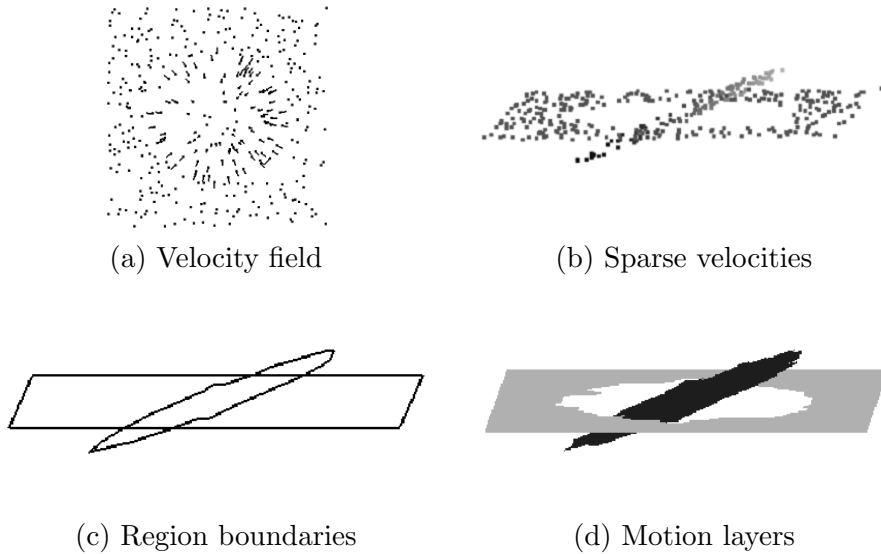 (a) Velocity field
(b) Sparse velocities
(c) Region boundaries
(d) Motion layers